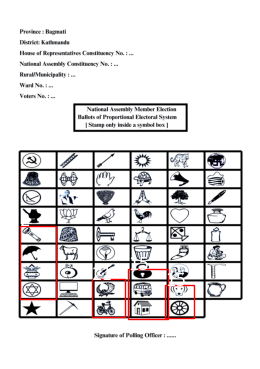 Province : Bagmati
District: Kathmandu
House of Representatives Constituency No. : ...
National Assembly Constituency No. : ...
Rural/Municipality : ...
Ward No. : ...
Voters No. : ...
National Assembly Member Election
Ballots of Proportional Electoral System
[ Stamp only inside a symbol box ]
Signature of Polling Officer : ......